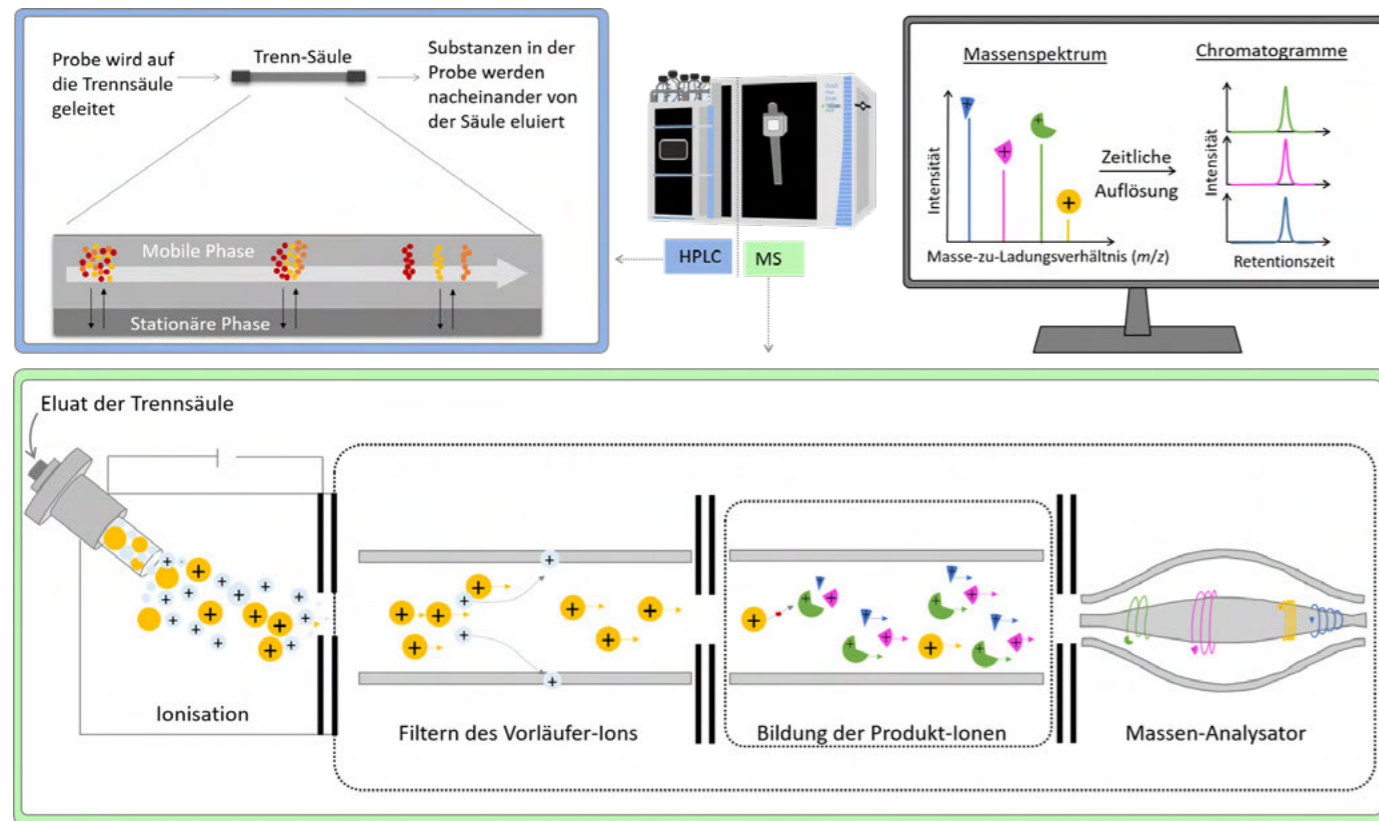 Probe wird auf
die Trennsäule
geleitet
Trenn-Säule
Substanzen in der
Probe werden
nacheinander von
der Säule eluiert
Mobile Phase
Stationäre Phase
HPLC
MS
Massenspektrum
Intensität
Masse-zu-Ladungsverhältnis (m/z)
Zeitliche
Auflösung
Chromatogramme
Intensität
Retentionszeit
Eluat der Trennsäule
Ionisation
Filtern des Vorläufer-Ions
Bildung der Produkt-Ionen
Massen-Analysator